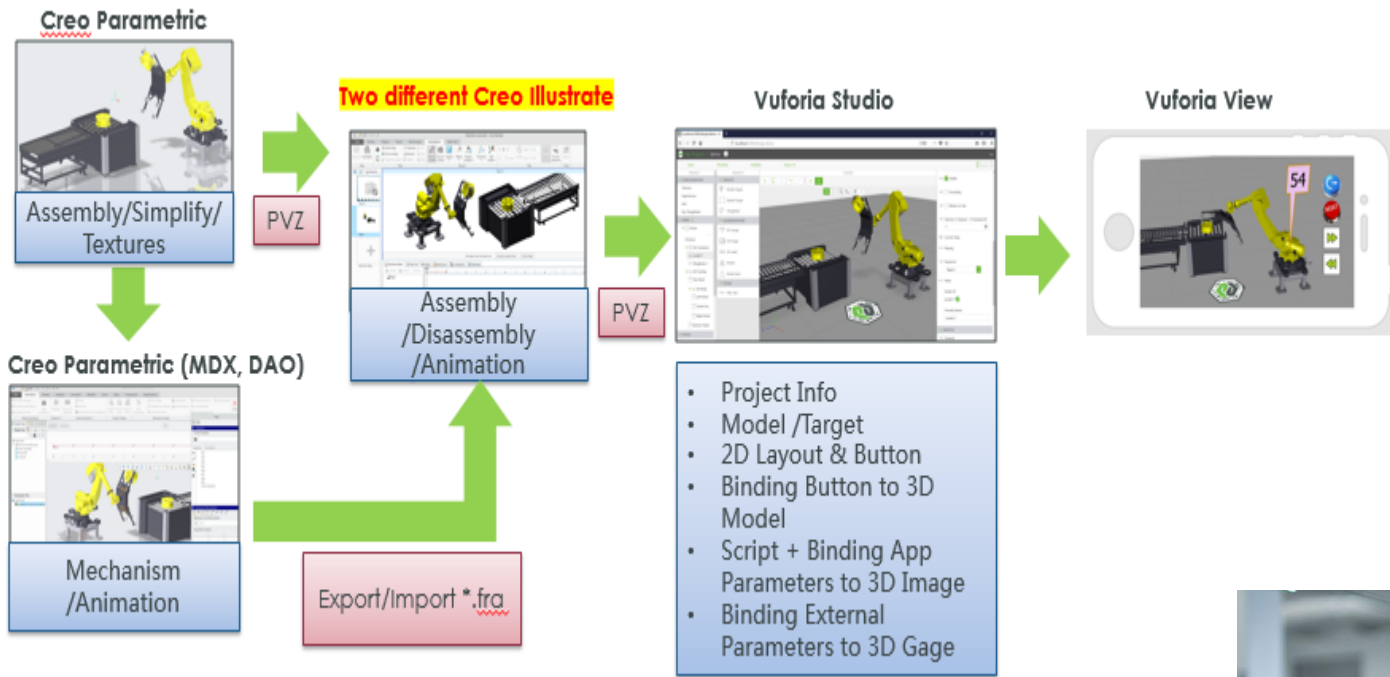 Creo Parametric
Two different Creo Illustrate
Vuforia Studio
Vuforia View
Assembly/Simplify/
Textures
PVZ
Assembly
/Disassembly
/Animation
PVZ
54
Creo Parametric (MDX, DAO)
Mechanism
/Animation
Export/Import *.fra
• Project Info
• Model /Target
• 2D Layout & Button
• Binding Button to 3D
Model
• Script + Binding App
Parameters to 3D Image
• Binding External
Parameters to 3D Gage